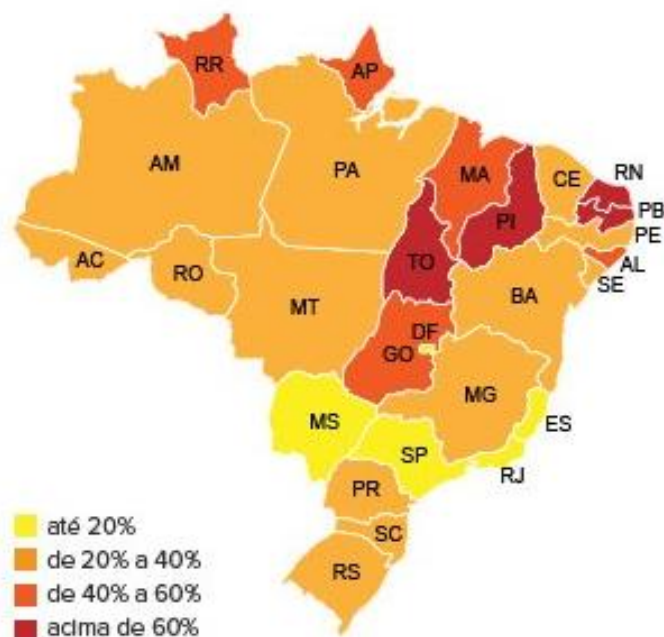 RR
AP
AM
PA
MA
CE
RN
PI
PB
PE
AC
RO
TO
AL
SE
MT
BA
DF
GO
MG
MS
ES
SP
RJ
PR
SC
RS
até 20%
de 20% a 40%
de 40% a 60%
acima de 60%